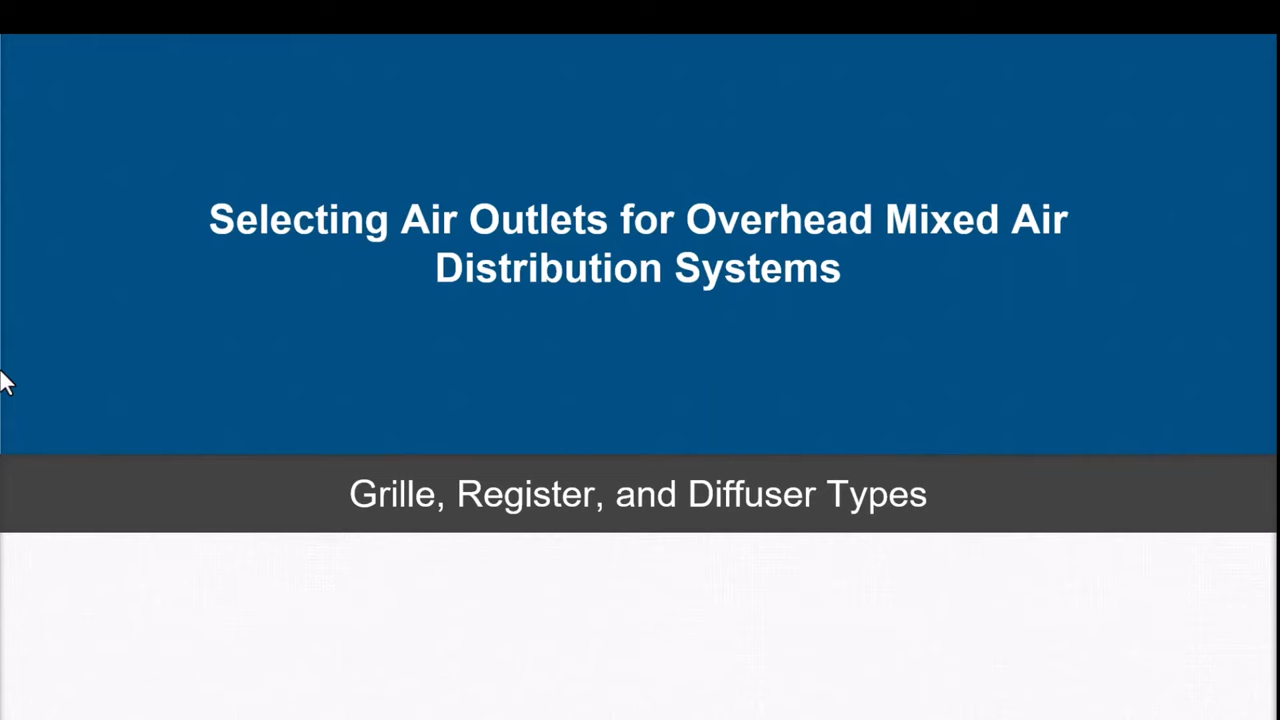 Selecting Air Outlets for Overhead Mixed Air
Distribution Systems
Grille, Register, and Diffuser Types